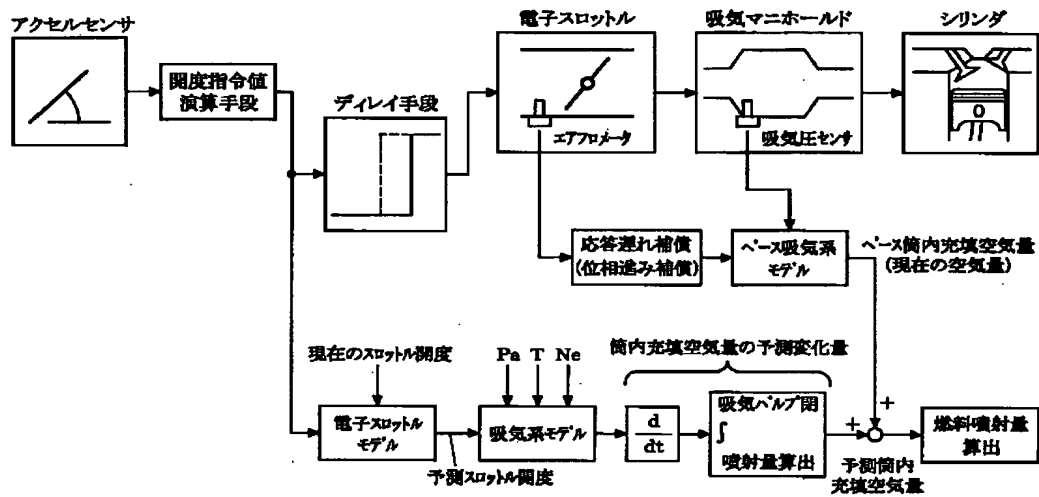 アクセルセンサ
開度指令値
演算手段
ディレイ手段
電子スロットル
エアフロメータ
吸気マニホールド
吸気圧センサ
シリンダ
応答遅れ補償
(位相進み補償)
ベース吸気系
モデル
ベース筒内充填空気量
(現在の空気量)
現在のスロットル開度
電子スロットル
モデル
予測スロットル開度
Pa T Ne
吸気系モデル
筒内充填空気量の予測変化量
d
dt
吸気バルブ閉
∫
噴射量算出
+
+
予測筒内
充填空気量
燃料噴射量
算出